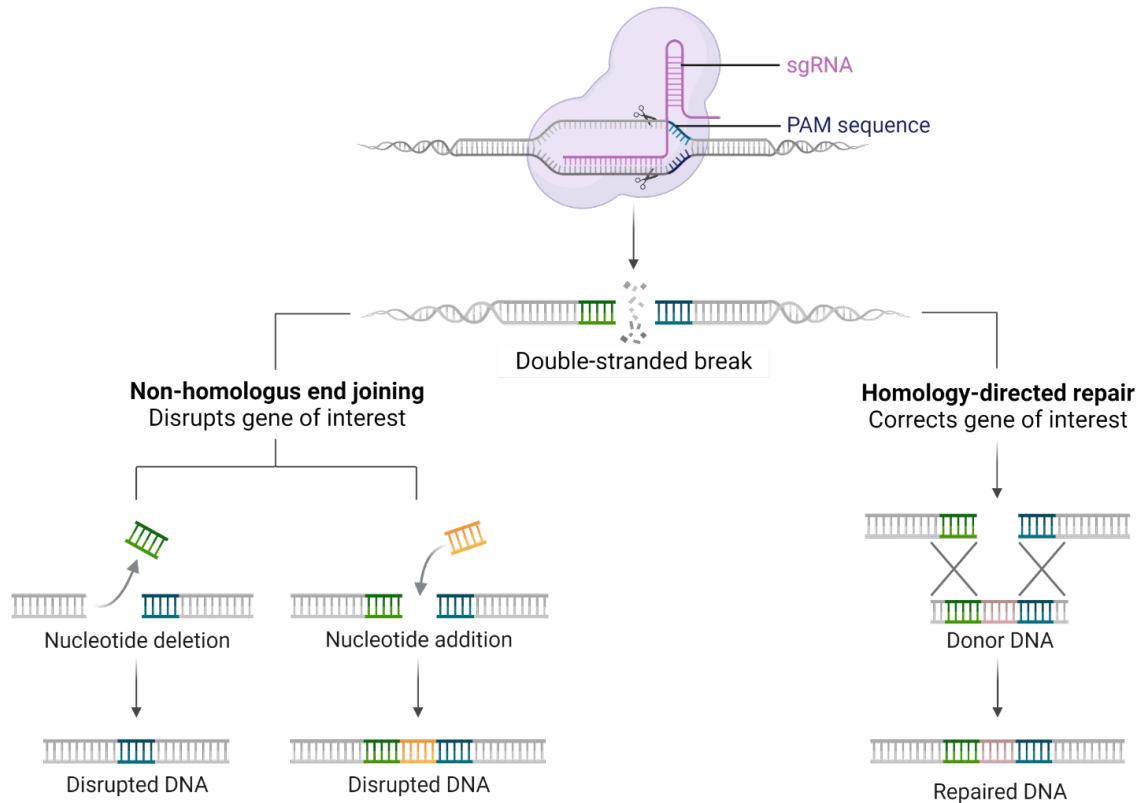 sgRNA
PAM sequence
Double-stranded break
Non-homologus end joining
Disrupts gene of interest
Homology-directed repair
Corrects gene of interest
Nucleotide deletion
Nucleotide addition
Donor DNA
Disrupted DNA
Disrupted DNA
Repaired DNA